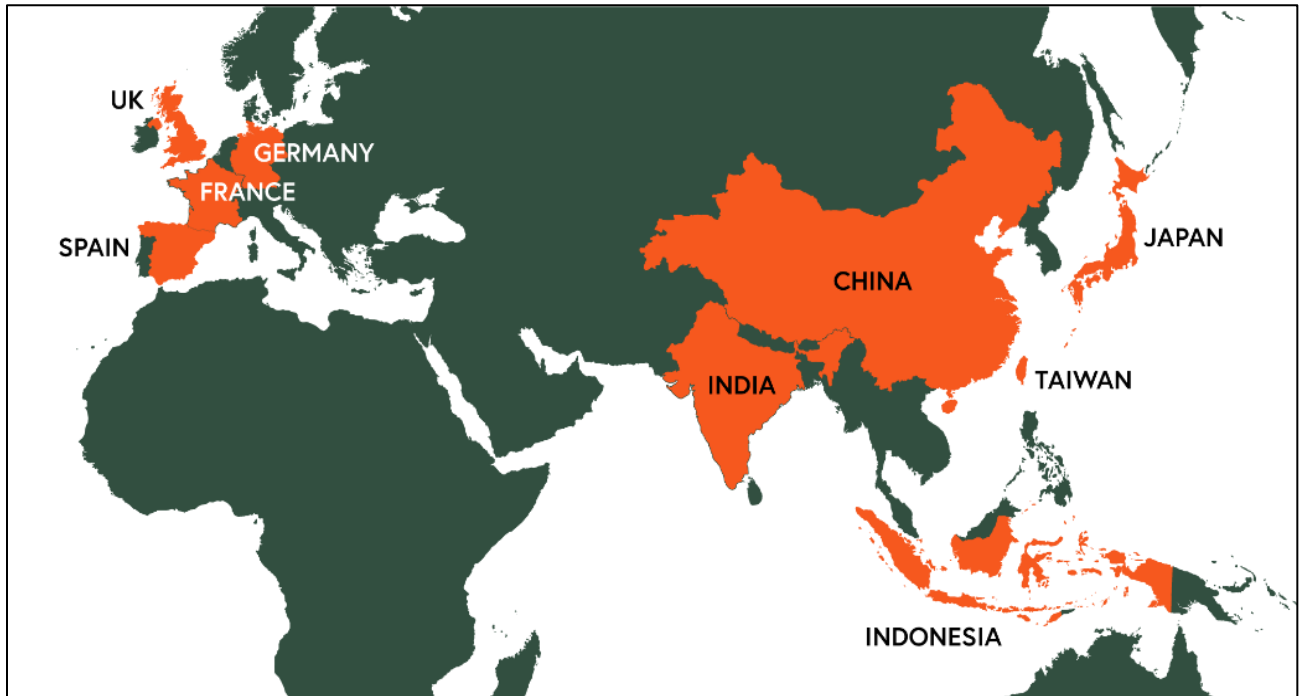 UK
GERMANY
FRANCE
SPAIN
JAPAN
CHINA
TAIWAN
INDIA
INDONESIA